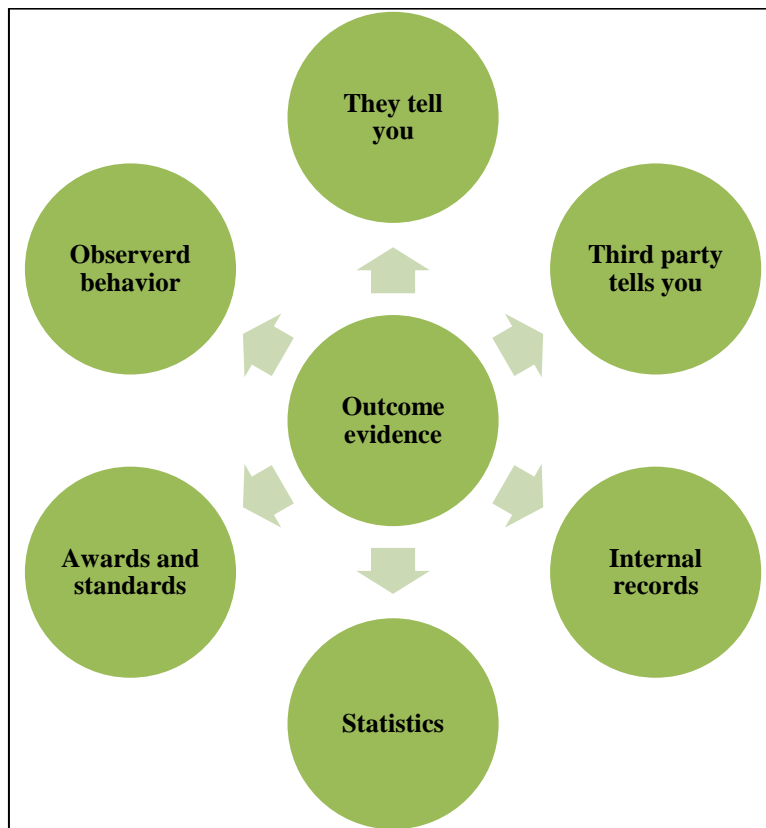 They tell
you
Observerd
behavior
Third party
tells you
Outcome
evidence
Awards and
standards
Internal
records
Statistics